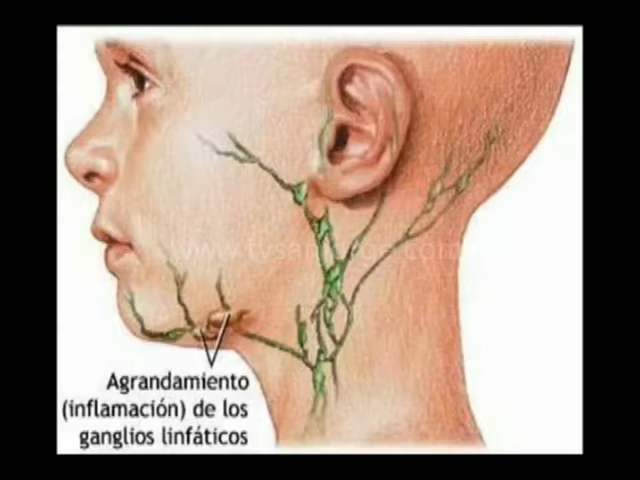 Agrandamiento
(inflamación) de los
ganglios linfáticos